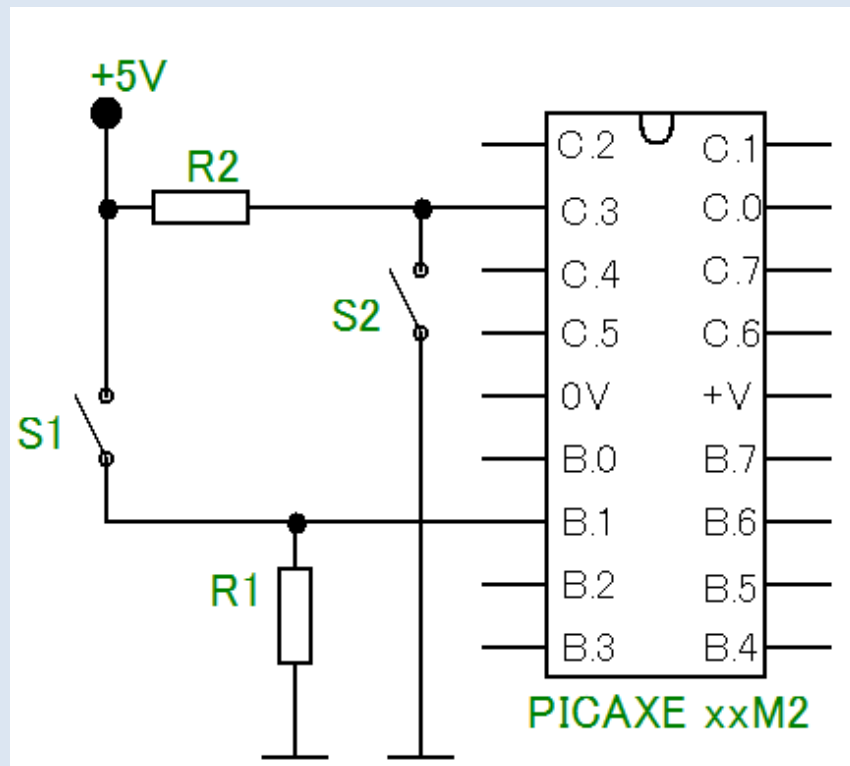 +5V
R2
C.2 C.1
C.3 C.0
C.4 C.7
S2
C.5 C.6
0V +V
S1
B.0 B.7
B.1 B.6
R1
B.2 B.5
B.3 B.4
PICAXE xxM2